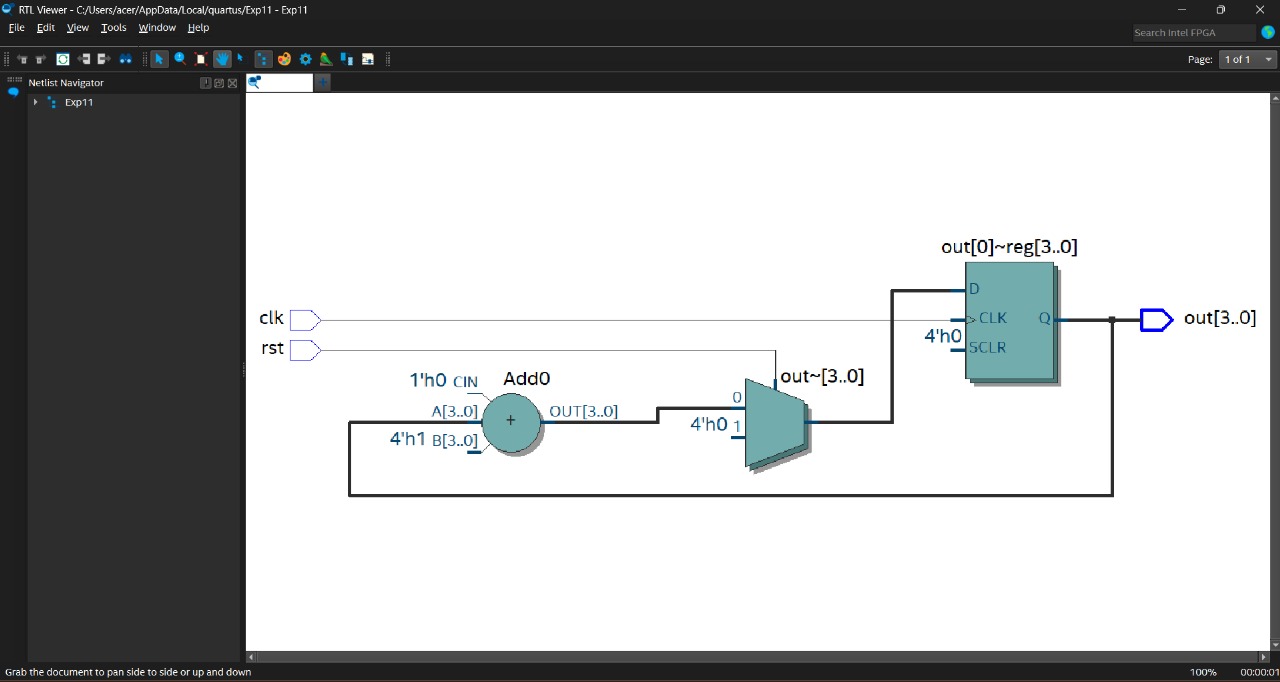 RTL Viewer - C:/Users/acer/AppData/Local/quartus/Exp11 - Exp11
File Edit View Tools Window Help
Search Intel FPGA
Page: 1 of 1
Netlist Navigator
Exp11
out[0]~reg[3..0]
D
clk
CLK Q
out[3..0]
4'h0
SCLR
rst
1'h0 CIN
Add0
out~[3..0]
A[3..0]
+
OUT[3..0]
0
4'h0 1
4'h1 B[3..0]
Grab the document to pan side to side or up and down
100% 00:00:01